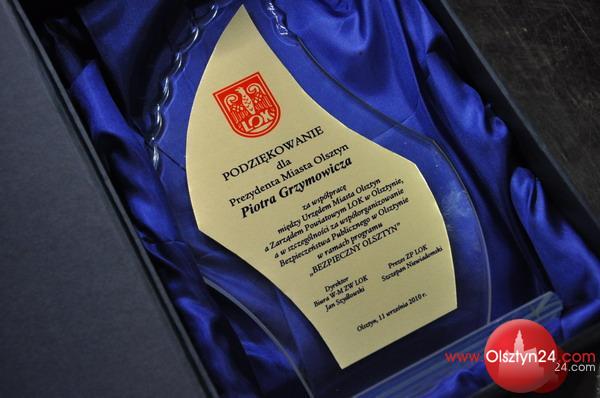 LOK
PODZIĘKOWANIE
dla
Prezydenta Miasta Olsztyn
Piotra Grzymowicza
za współpracę
między Urzędem Miasta Olsztyn
a Zarządem Powiatowym LOK w Olsztynie,
a w szczególności za współorganizowanie
Bezpieczeństwa Publicznego w Olsztynie
w ramach programu
„BEZPIECZNY OLSZTYN”
Dyrektor
Biura W-M ZW LOK
Jan Szydłowski
Prezes ZP LOK
Szczepan Niewiadomski
Olsztyn, 11 września 2010 r.
www.Olsztyn24.com
24.com